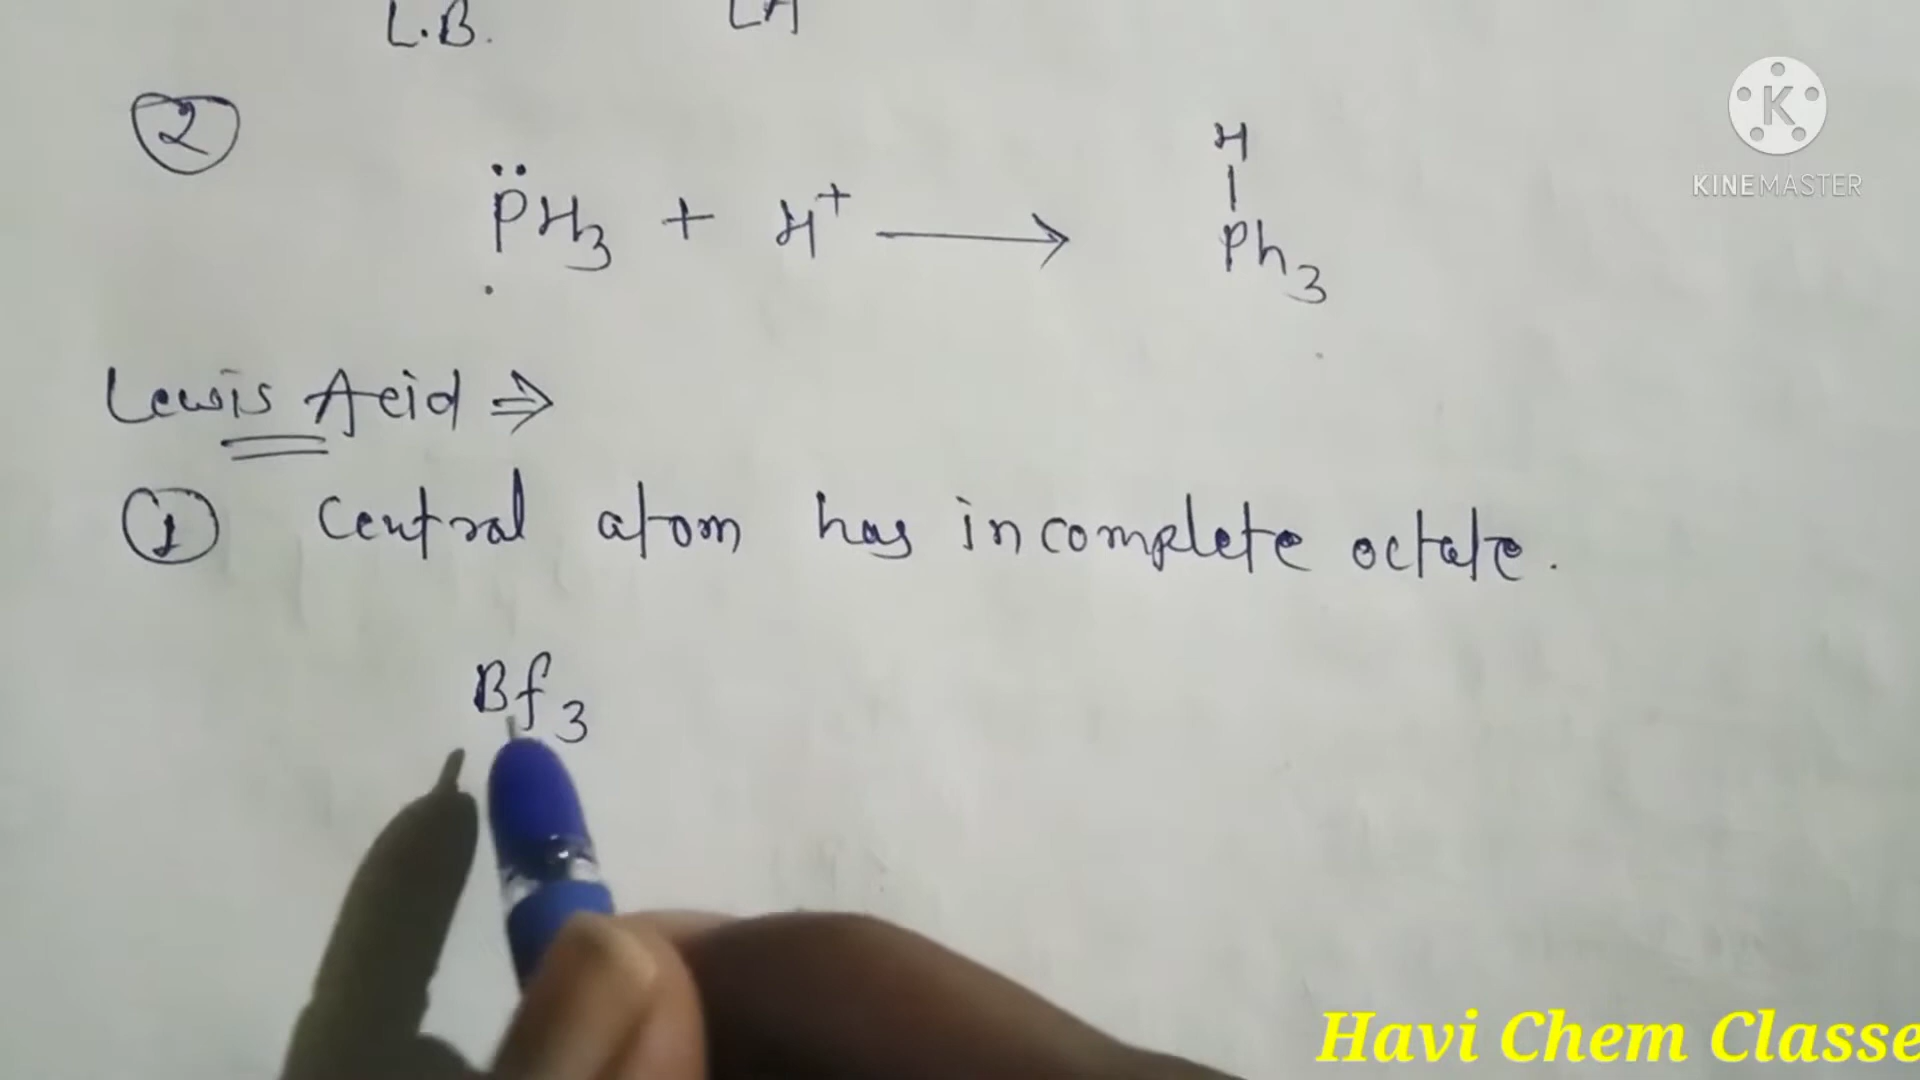 L.B. LA
2
PH3 + H+ ⟶ H
Ph3
Lewis Acid ⇒
1 Central atom has incomplete octate.
Bf3
K
KINEMASTER
Havi Chem Classe